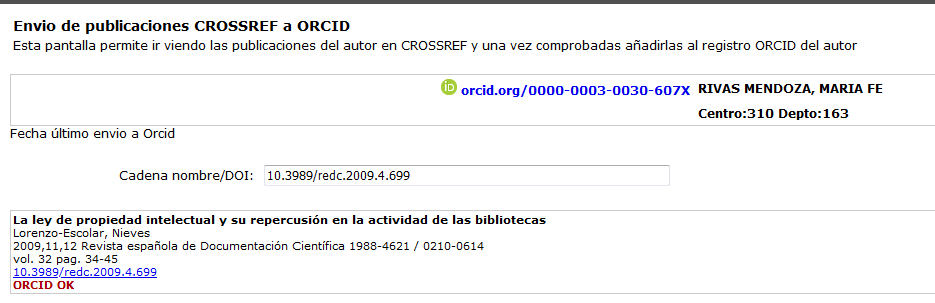 Envio de publicaciones CROSSREF a ORCID
Esta pantalla permite ir viendo las publicaciones del autor en CROSSREF y una vez comprobadas añadirlas al registro ORCID del autor
iD orcid.org/0000-0003-0030-607X RIVAS MENDOZA, MARIA FE
Centro:310 Depto:163
Fecha último envio a Orcid
Cadena nombre/DOI: 10.3989/redc.2009.4.699
La ley de propiedad intelectual y su repercusión en la actividad de las bibliotecas
Lorenzo-Escolar, Nieves
2009,11,12 Revista española de Documentación Científica 1988-4621 / 0210-0614
vol. 32 pag. 34-45
10.3989/redc.2009.4.699
ORCID OK